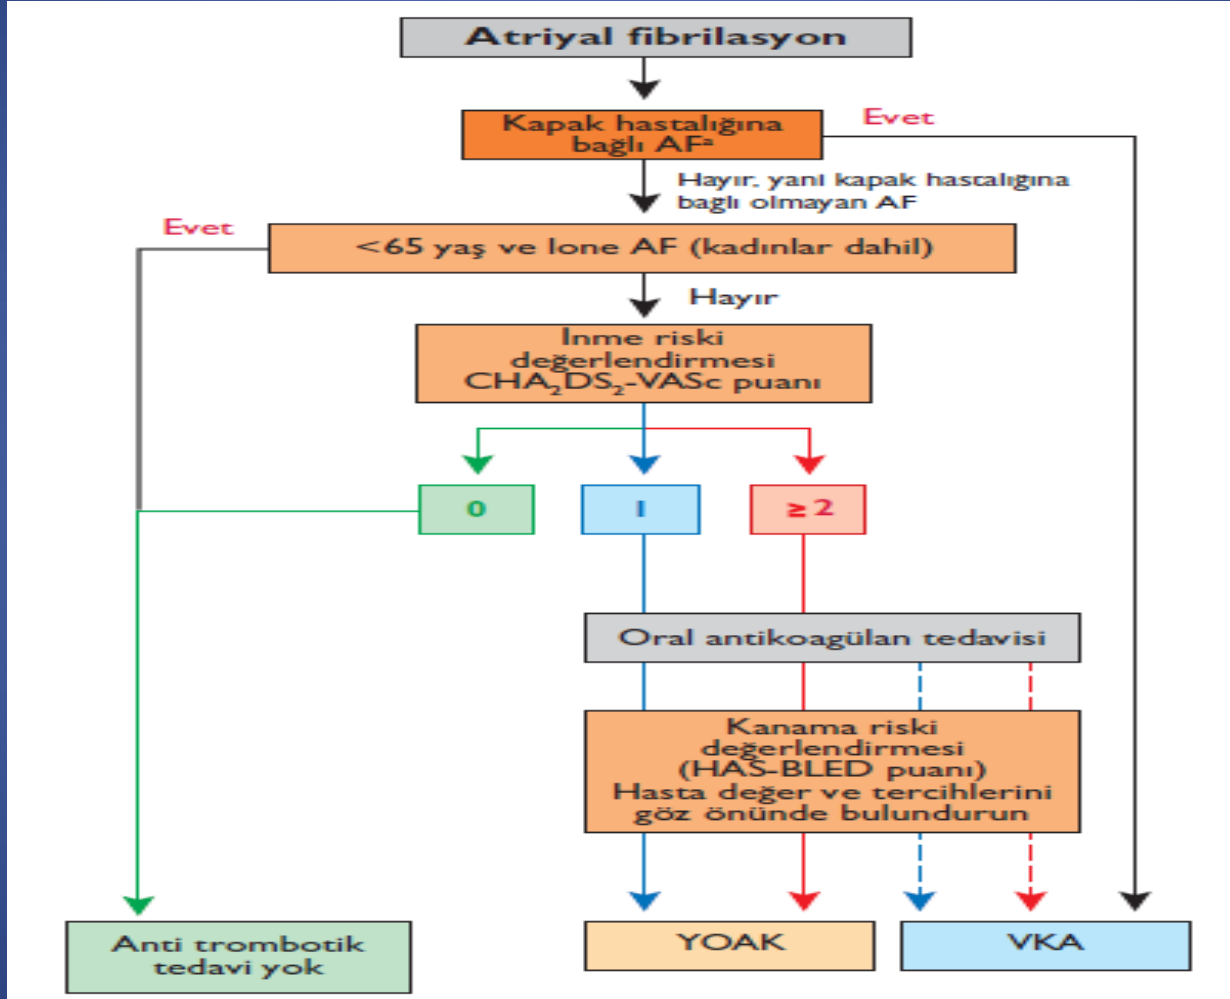 Atriyal fibrilasyon
Kapak hastalığına
bağlı AFᵃ
Evet
Hayır, yani kapak hastalığına
bağlı olmayan AF
Evet
<65 yaş ve lone AF (kadınlar dahil)
Hayır
İnme riski
değerlendirmesi
CHA₂DS₂-VASc puanı
0
1
≥ 2
Oral antikoagülan tedavisi
Kanama riski
değerlendirmesi
(HAS-BLED puanı)
Hasta değer ve tercihlerini
göz önünde bulundurun
Anti trombotik
tedavi yok
YOAK
VKA